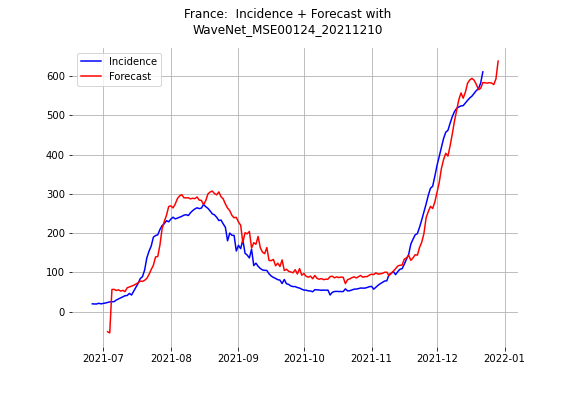 France:  Incidence + Forecast with
WaveNet_MSE00124_20211210
Incidence
Forecast
600
500
400
300
200
100
0
2021-07 2021-08 2021-09 2021-10 2021-11 2021-12 2022-01